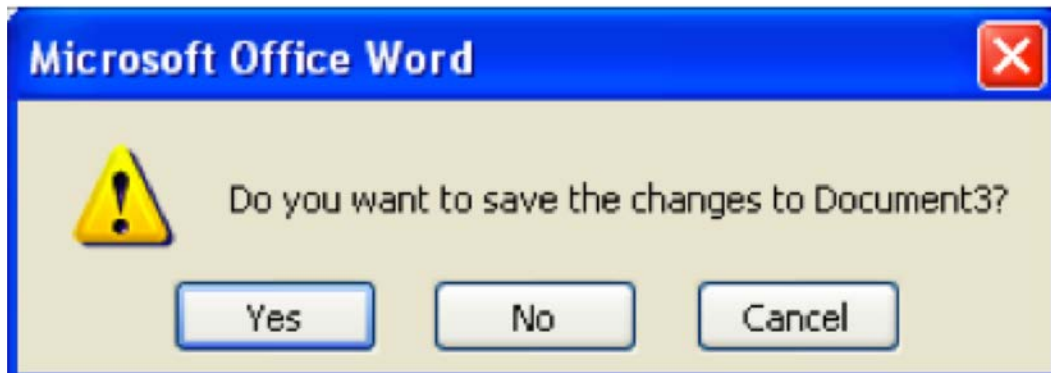 Microsoft Office Word
Do you want to save the changes to Document3?
Yes No Cancel